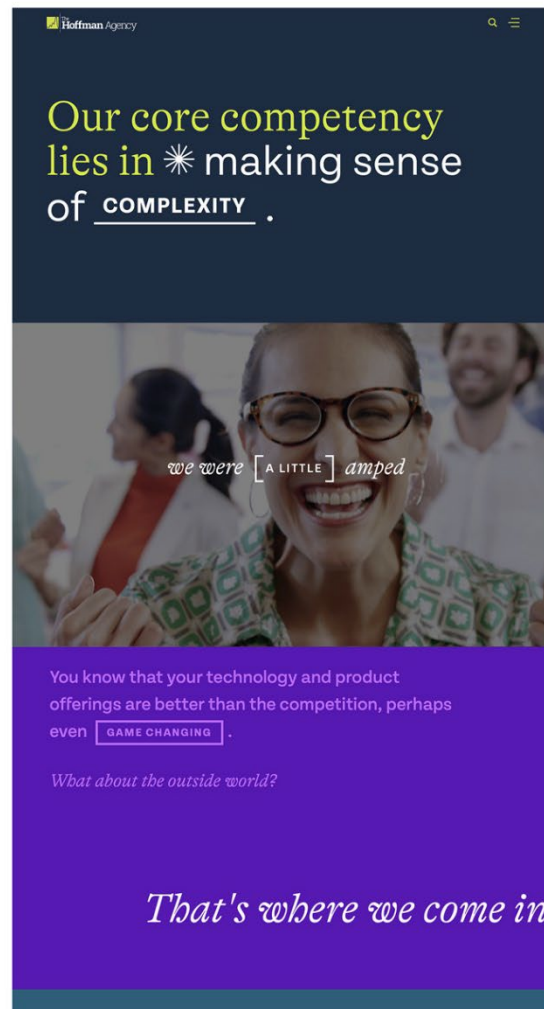 The
Hoffman Agency
Our core competency
lies in making sense
of COMPLEXITY .
we were [A LITTLE] amped
You know that your technology and product
offerings are better than the competition, perhaps
even GAME CHANGING .
What about the outside world?
That's where we come in